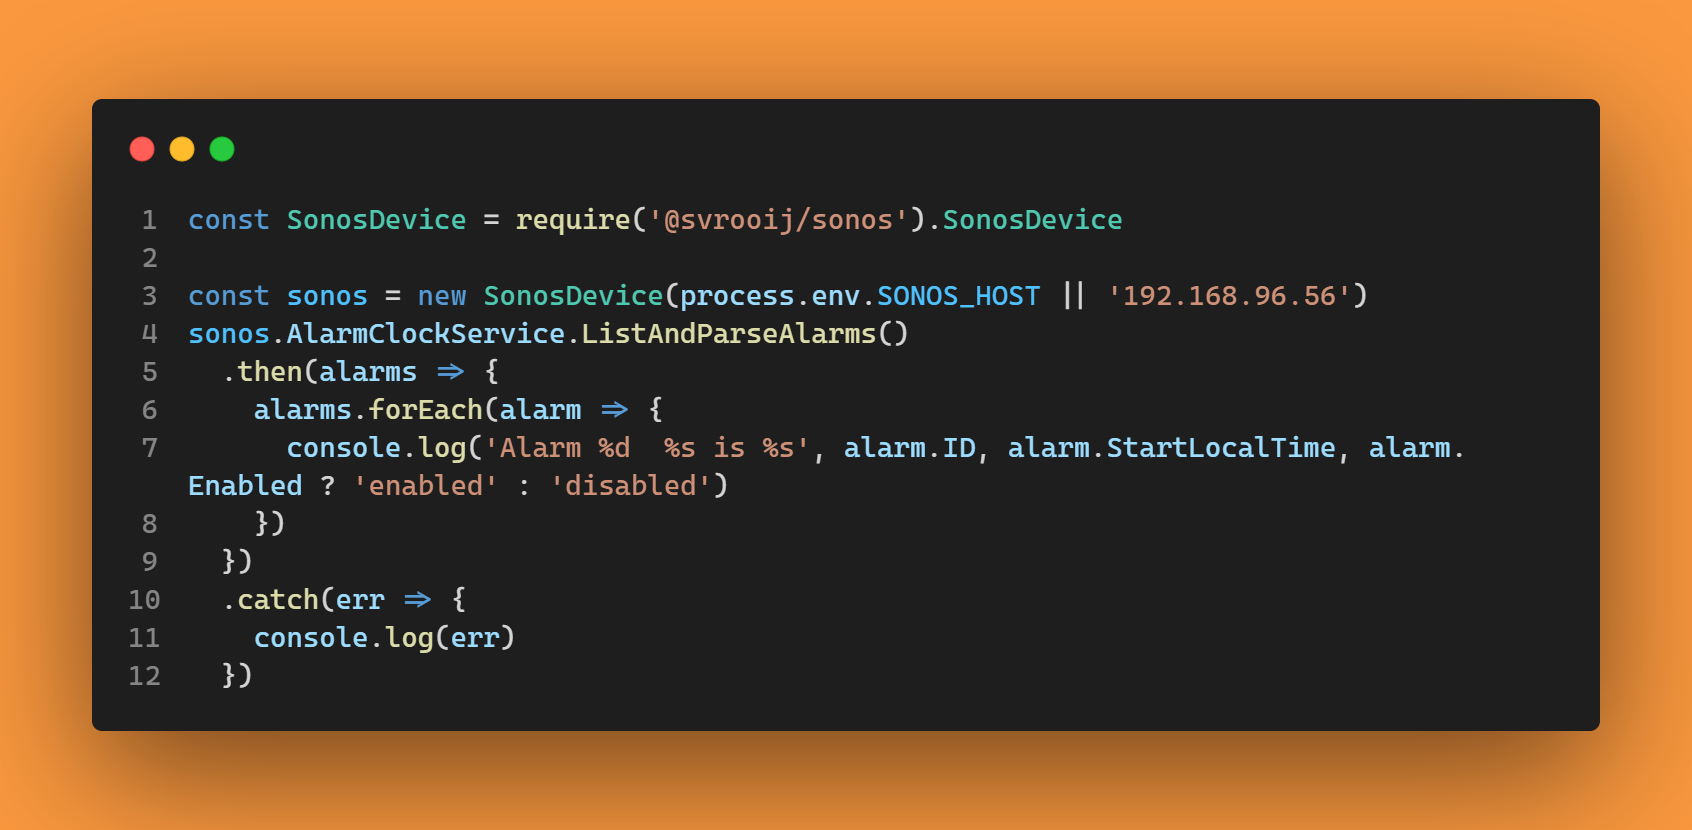 1 const SonosDevice = require('@svrooij/sonos').SonosDevice
2
3 const sonos = new SonosDevice(process.env.SONOS_HOST || '192.168.96.56')
4 sonos.AlarmClockService.ListAndParseAlarms()
5   .then(alarms => {
6     alarms.forEach(alarm => {
7       console.log('Alarm %d  %s is %s', alarm.ID, alarm.StartLocalTime, alarm.
Enabled ? 'enabled' : 'disabled')
8     })
9   })
10   .catch(err => {
11     console.log(err)
12   })